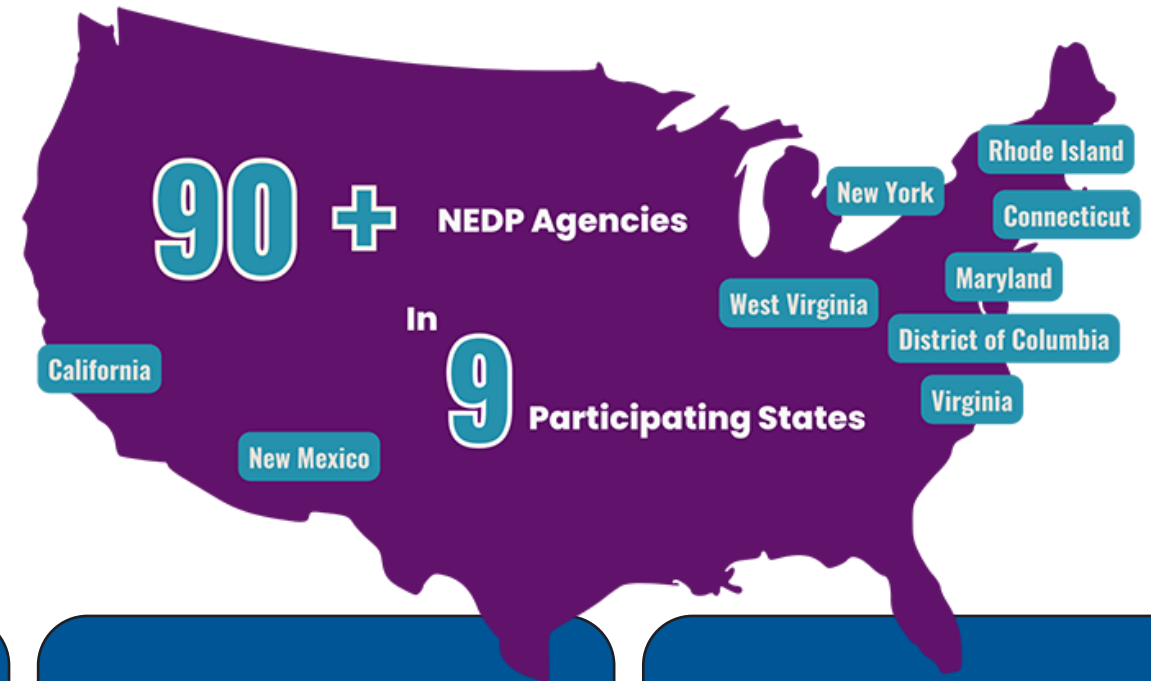 90 + NEDP Agencies
In
9 Participating States
Rhode Island
New York
Connecticut
Maryland
West Virginia
District of Columbia
California
Virginia
New Mexico